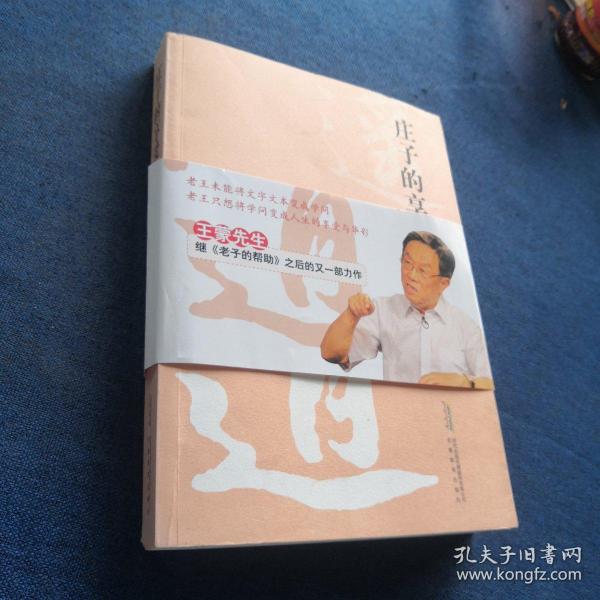 庄子的享
老王未能将文字文本变成学问
老王只想将学问变成人生的享受与华彩
王蒙先生
继《老子的帮助》之后的又一部力作
道
孔夫子旧书网
www.kongfz.com